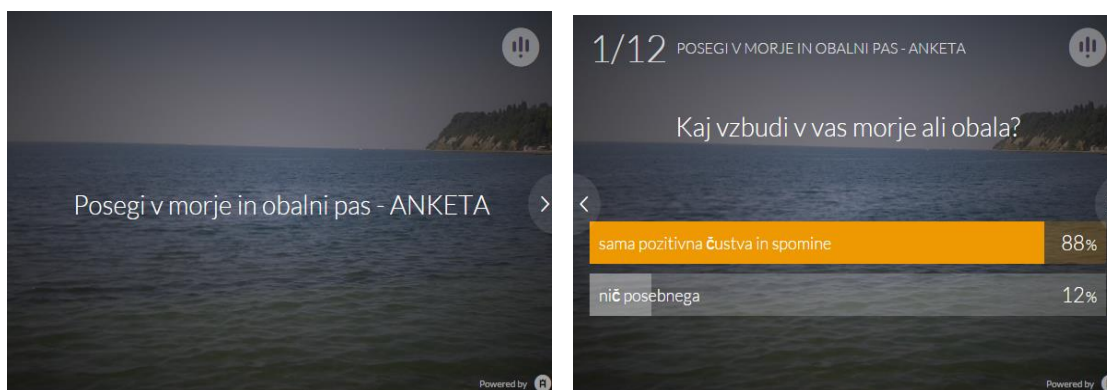 Posegi v morje in obalni pas - ANKETA
Powered by
1/12 POSEGI V MORJE IN OBALNI PAS - ANKETA
Kaj vzbudi v vas morje ali obala?
sama pozitivna čustva in spomine 88%
nič posebnega 12%
Powered by